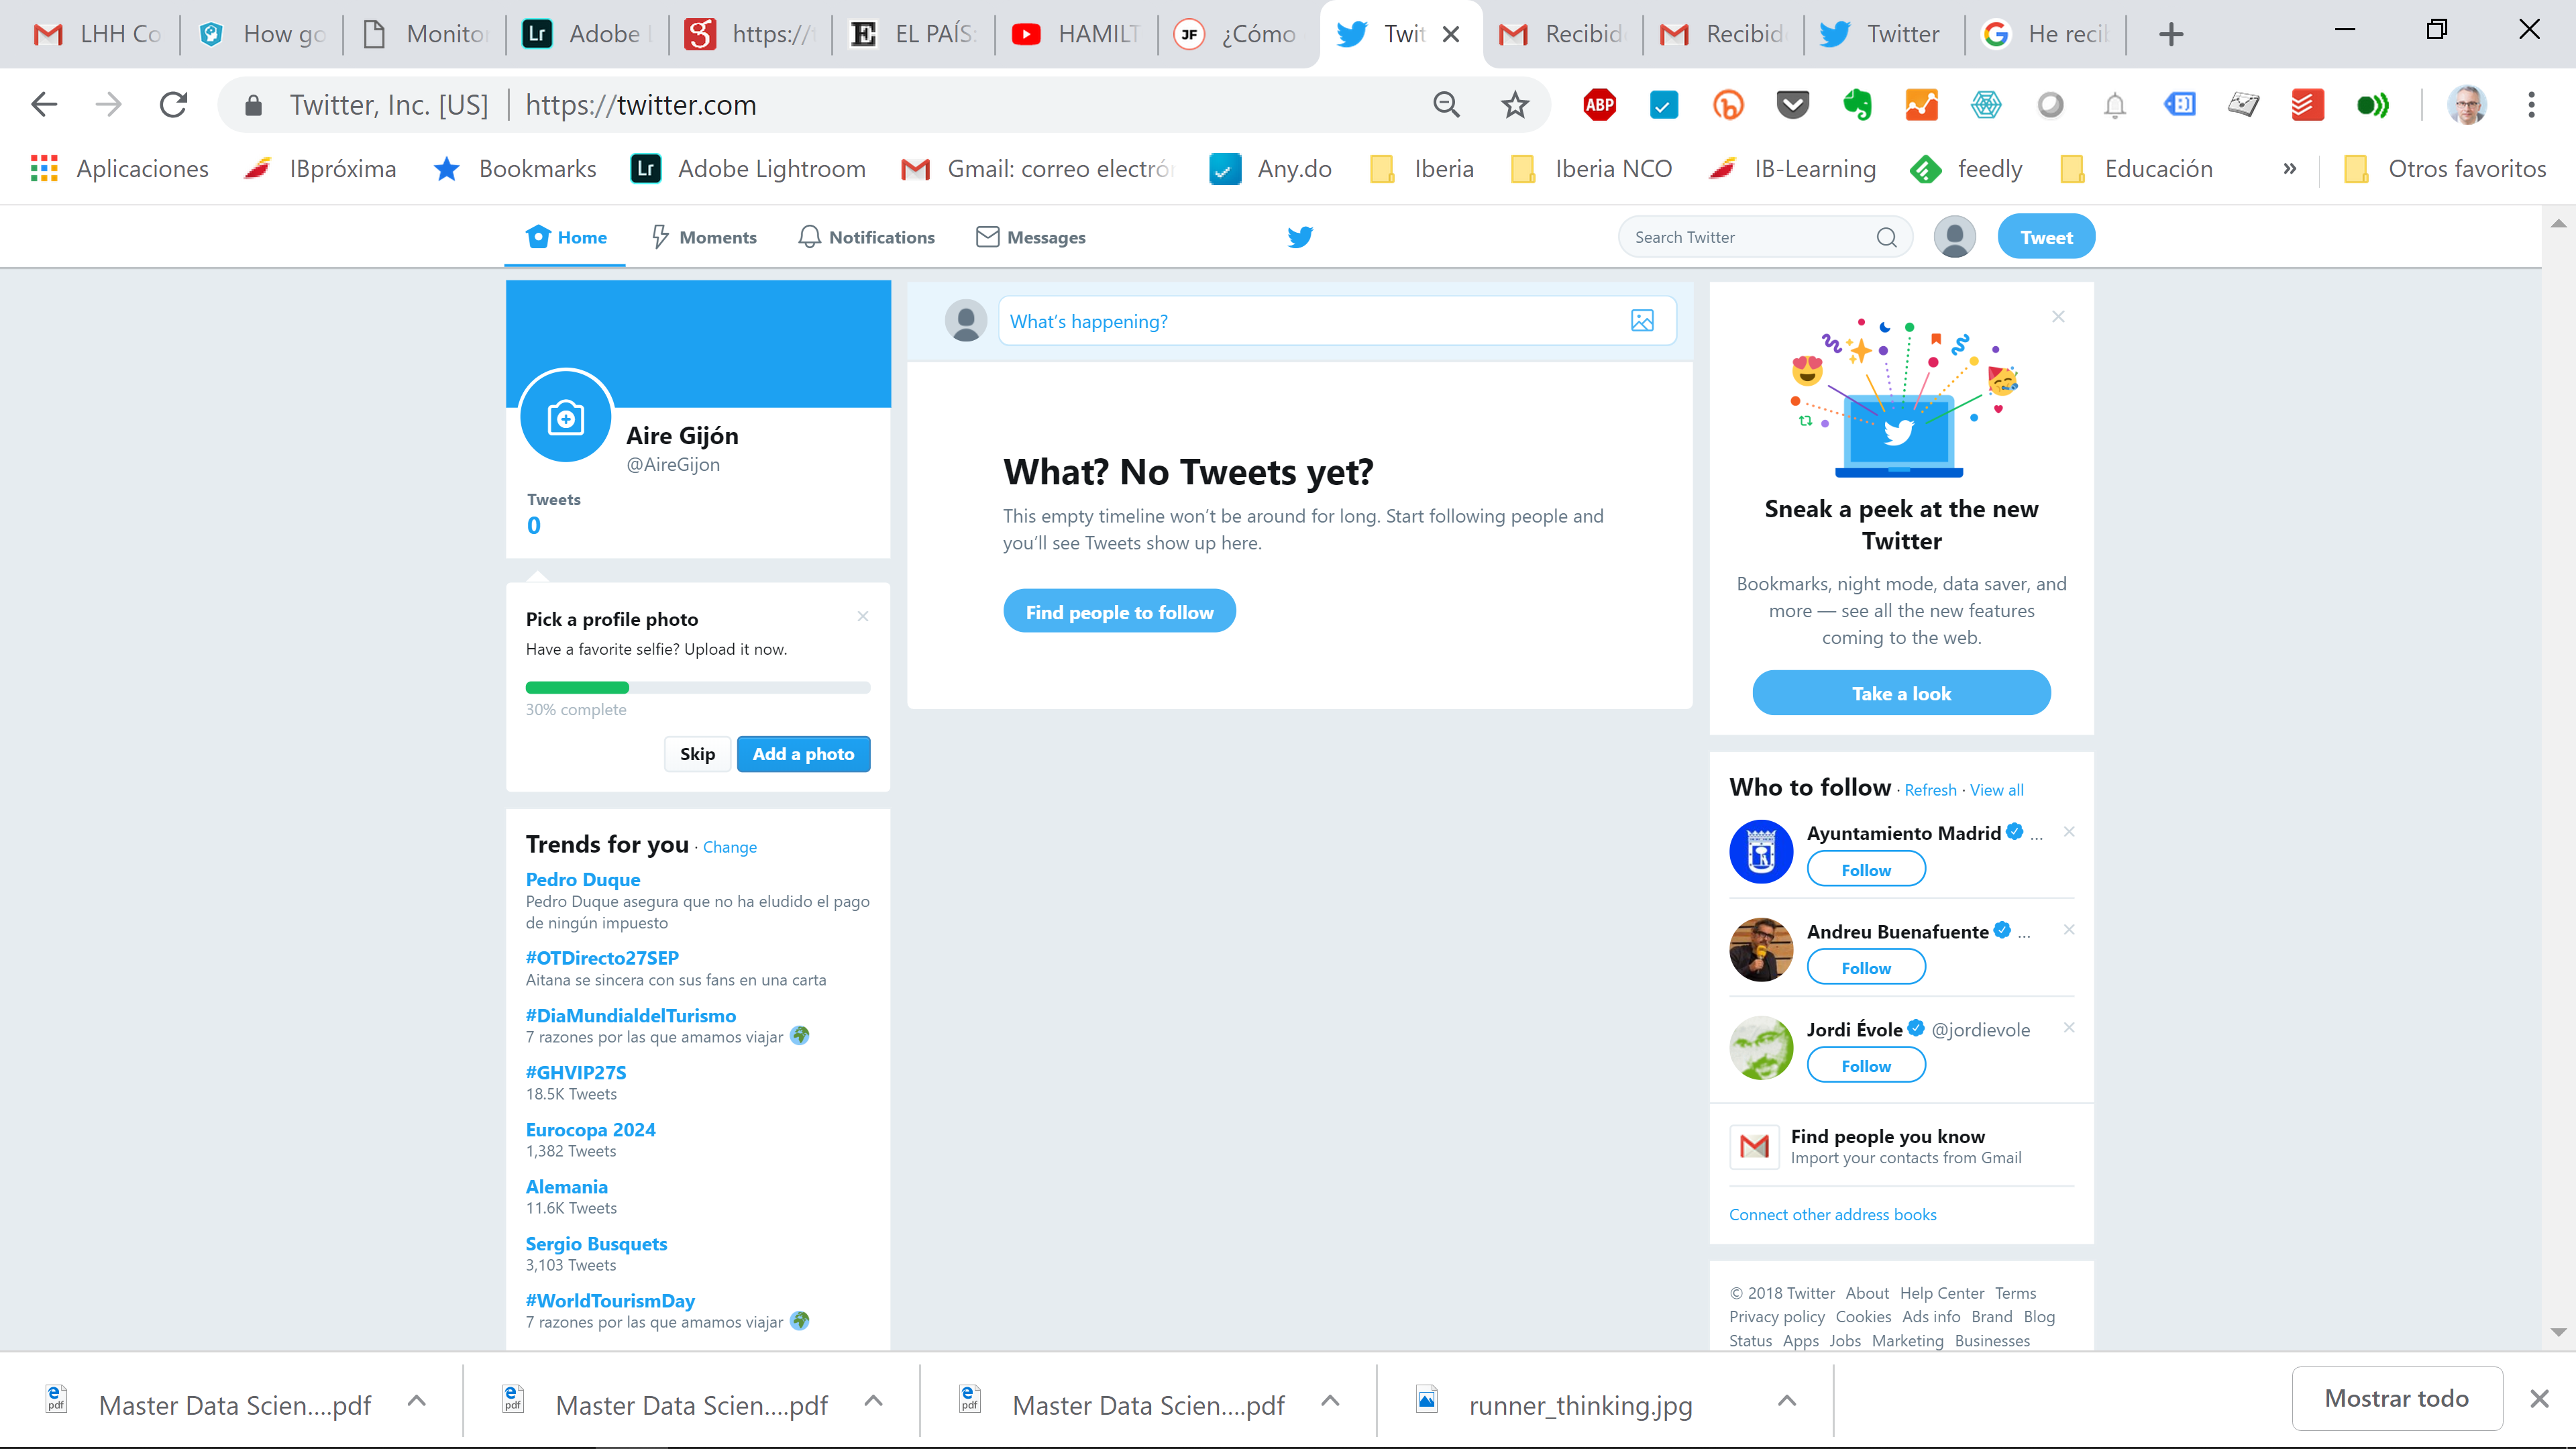 LHH Co
How go
Monitor
Adobe L
https://t
EL PAÍS:
HAMILT
¿Cómo
Twit
Recibid
Recibid
Twitter
He reci
Twitter, Inc. [US] https://twitter.com
ABP
Aplicaciones
IBpróxima
Bookmarks
Adobe Lightroom
Gmail: correo electró
Any.do
Iberia
Iberia NCO
IB-Learning
feedly
Educación
»
Otros favoritos
Home
Moments
Notifications
Messages
Search Twitter
Tweet
Aire Gijón
@AireGijon
Tweets
0
Pick a profile photo
Have a favorite selfie? Upload it now.
30% complete
Skip
Add a photo
Trends for you · Change
Pedro Duque
Pedro Duque asegura que no ha eludido el pago
de ningún impuesto
#OTDirecto27SEP
Aitana se sincera con sus fans en una carta
#DiaMundialdelTurismo
7 razones por las que amamos viajar
#GHVIP27S
18.5K Tweets
Eurocopa 2024
1,382 Tweets
Alemania
11.6K Tweets
Sergio Busquets
3,103 Tweets
#WorldTourismDay
7 razones por las que amamos viajar
What's happening?
What? No Tweets yet?
This empty timeline won't be around for long. Start following people and
you'll see Tweets show up here.
Find people to follow
Sneak a peek at the new
Twitter
Bookmarks, night mode, data saver, and
more — see all the new features
coming to the web.
Take a look
Who to follow · Refresh · View all
Ayuntamiento Madrid ...
Follow
Andreu Buenafuente ...
Follow
Jordi Évole @jordievole
Follow
Find people you know
Import your contacts from Gmail
Connect other address books
© 2018 Twitter About Help Center Terms
Privacy policy Cookies Ads info Brand Blog
Status Apps Jobs Marketing Businesses
Master Data Scien....pdf
Master Data Scien....pdf
Master Data Scien....pdf
runner_thinking.jpg
Mostrar todo